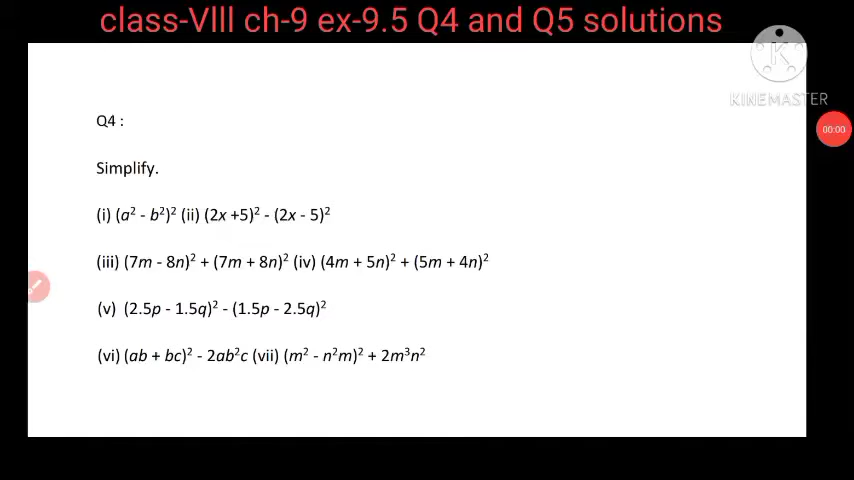 class-Vlll ch-9 ex-9.5 Q4 and Q5 solutions
KINEMASTER
00:00
Q4 :
Simplify.
(i) (a² - b²)² (ii) (2x +5)² - (2x - 5)²
(iii) (7m - 8n)² + (7m + 8n)² (iv) (4m + 5n)² + (5m + 4n)²
(v) (2.5p - 1.5q)² - (1.5p - 2.5q)²
(vi) (ab + bc)² - 2ab²c (vii) (m² - n²m)² + 2m³n²